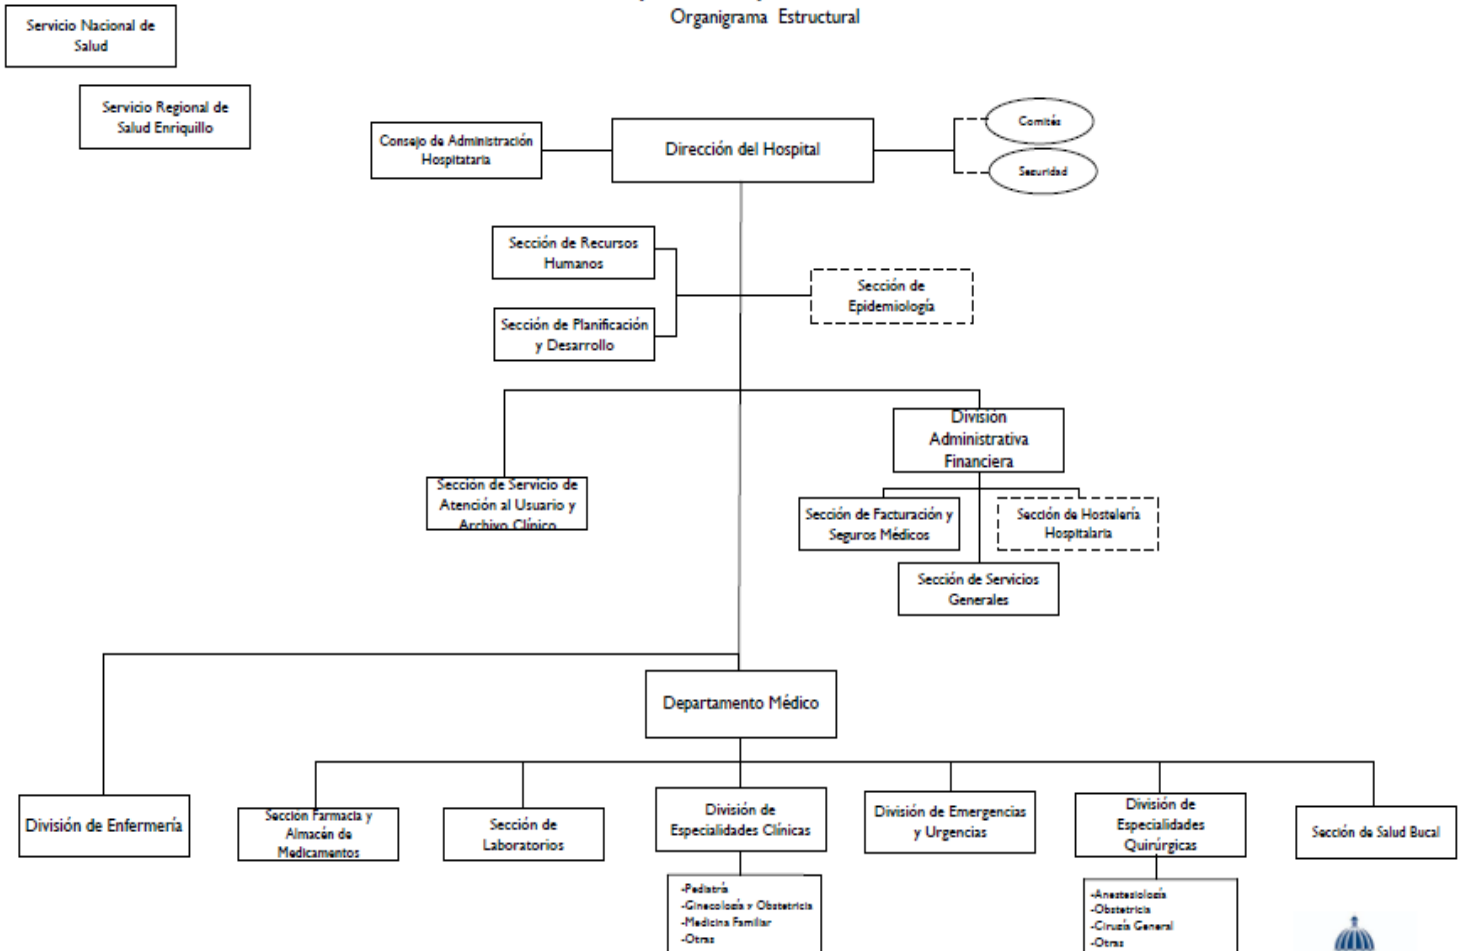 Organigrama Estructural
Servicio Nacional de
Salud
Servicio Regional de
Salud Enriquillo
Consejo de Administración
Hospitataria
Dirección del Hospital
Comités
Seguridad
Sección de Recursos
Humanos
Sección de
Epidemiología
Sección de Planificación
y Desarrollo
División
Administrativa
Financiera
Sección de Servicio de
Atención al Usuario y
Archivo Clínico
Sección de Facturación y
Seguros Médicos
Sección de Hostelería
Hospitalaria
Sección de Servicios
Generales
Departamento Médico
División de Enfermería
Sección Farmacia y
Almacén de
Medicamentos
Sección de
Laboratorios
División de
Especialidades Clínicas
División de Emergencias
y Urgencias
División de
Especialidades
Quirúrgicas
Sección de Salud Bucal
-Pediatría
-Ginecología y Obstetricia
-Medicina Familiar
-Otras
-Anestesiología
-Obstetricia
-Cirugía General
-Otras